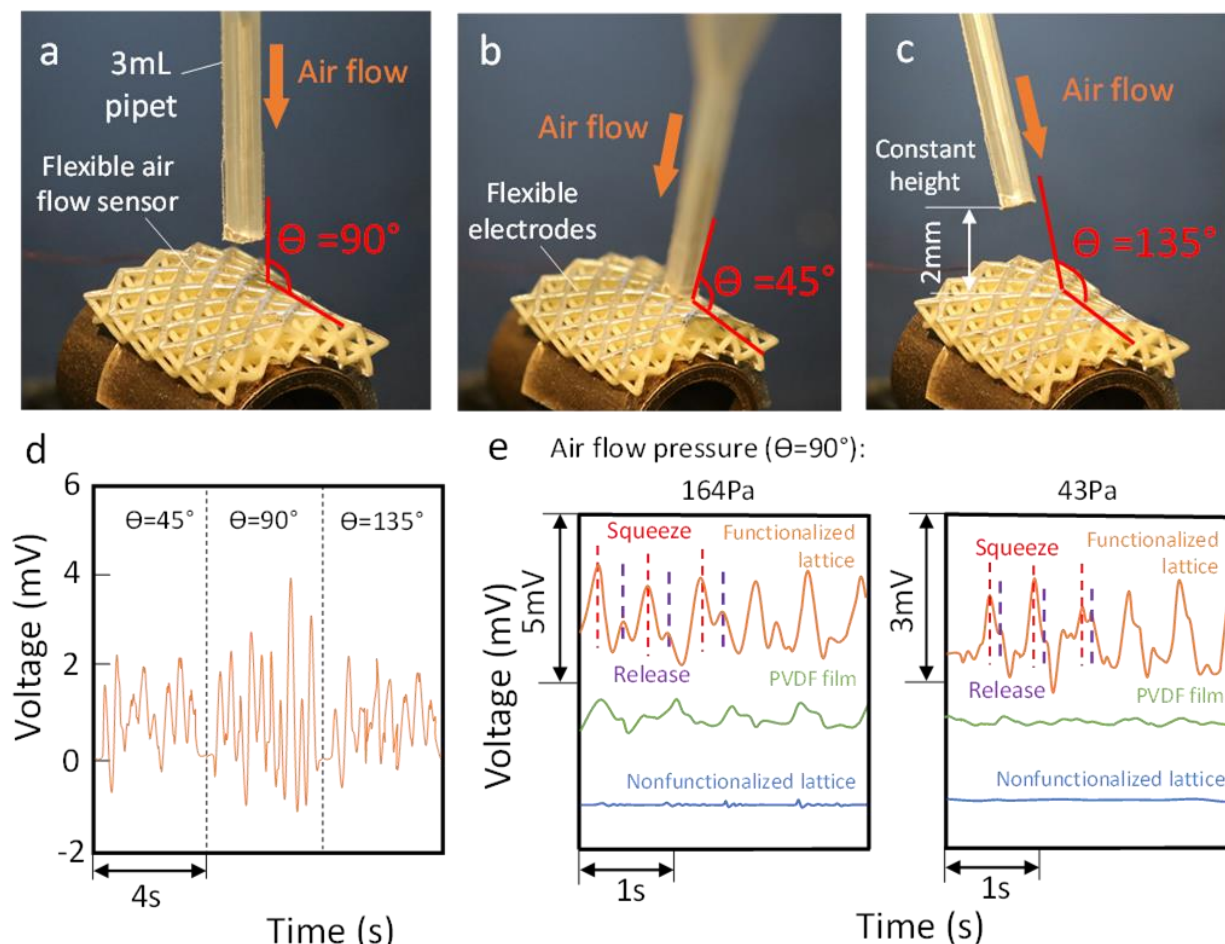 a
3mL
pipet
Air flow
Flexible air
flow sensor
Ө =90°
b
Air flow
Flexible
electrodes
Ө =45°
c
Air flow
Constant
height
2mm
Ө =135°
d
Voltage (mV)
6
4
2
0
-2
Ө=45°
Ө=90°
Ө=135°
4s
Time (s)
e
Air flow pressure (Ө=90°):
164Pa
43Pa
Voltage (mV)
5mV
Squeeze
Functionalized
lattice
Release
PVDF film
Nonfunctionalized lattice
1s
3mV
Squeeze
Functionalized
lattice
Release
PVDF film
Nonfunctionalized lattice
1s
Time (s)